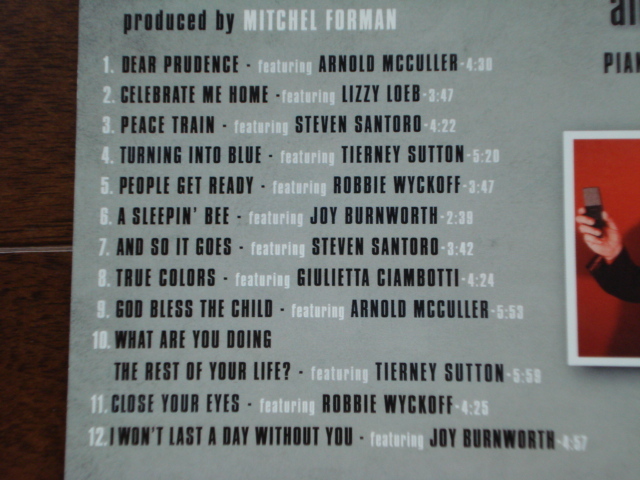 produced by MITCHEL FORMAN
1. DEAR PRUDENCE - featuring ARNOLD MCCULLER-4:30
2. CELEBRATE ME HOME -featuring LIZZY LOEB-3:47
3. PEACE TRAIN - featuring STEVEN SANTORO-4:22
4. TURNING INTO BLUE - featuring TIERNEY SUTTON-5:20
5. PEOPLE GET READY - featuring ROBBIE WYCKOFF-3:47
6. A SLEEPIN' BEE - featuring JOY BURNWORTH-2:39
7. AND SO IT GOES - featuring STEVEN SANTORO-3:42
8. TRUE COLORS - featuring GIULIETTA CIAMBOTTI-4:24
9. GOD BLESS THE CHILD - featuring ARNOLD MCCULLER-5:53
10. WHAT ARE YOU DOING
THE REST OF YOUR LIFE? - featuring TIERNEY SUTTON-5:58
11. CLOSE YOUR EYES - featuring ROBBIE WYCKOFF-4:25
12. I WON'T LAST A DAY WITHOUT YOU - featuring JOY BURNWORTH-4:57
PIAN